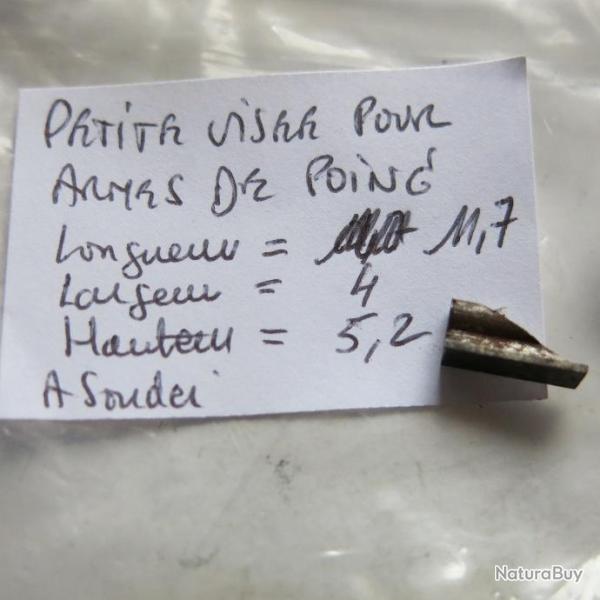 PETITE VISEE POUR
ARMES DE POING
Longueur = 11,7
Largeur = 4
Hauteur = 5,2
A Souder
NaturaBuy